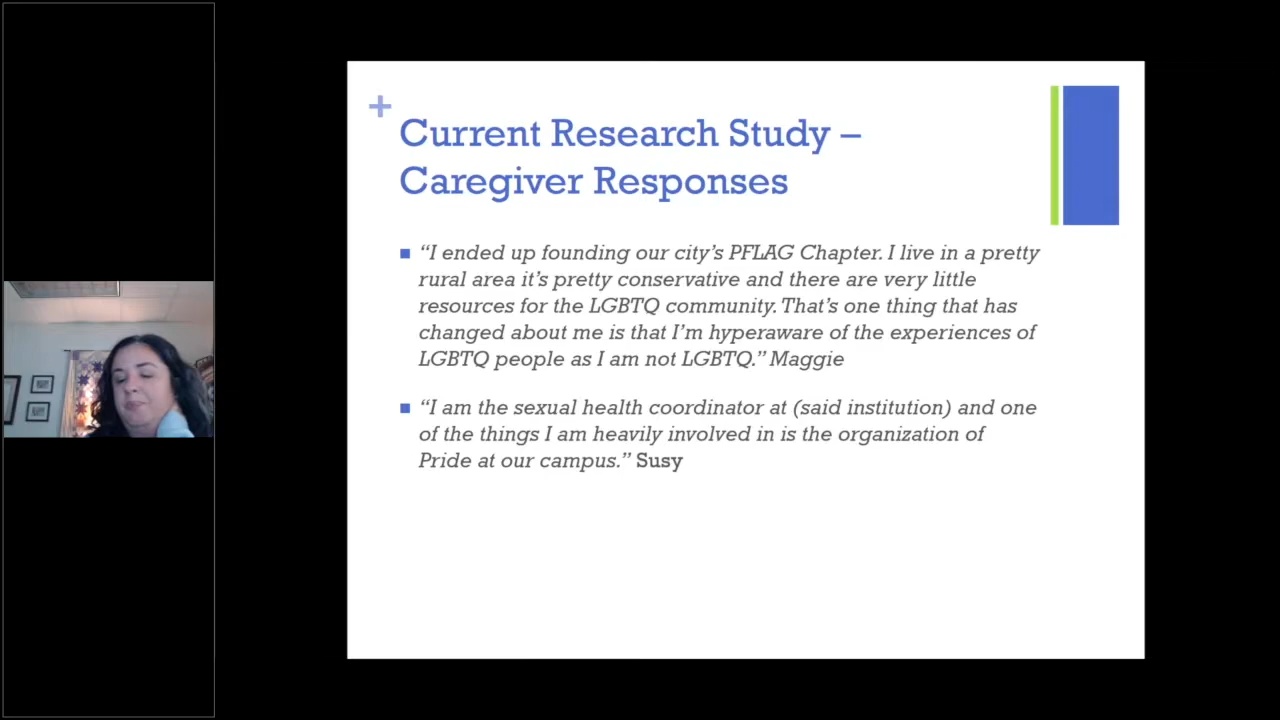 +
Current Research Study –
Caregiver Responses
“I ended up founding our city’s PFLAG Chapter. I live in a pretty
rural area it’s pretty conservative and there are very little
resources for the LGBTQ community. That’s one thing that has
changed about me is that I’m hyperaware of the experiences of
LGBTQ people as I am not LGBTQ.” Maggie
“I am the sexual health coordinator at (said institution) and one
of the things I am heavily involved in is the organization of
Pride at our campus.” Susy